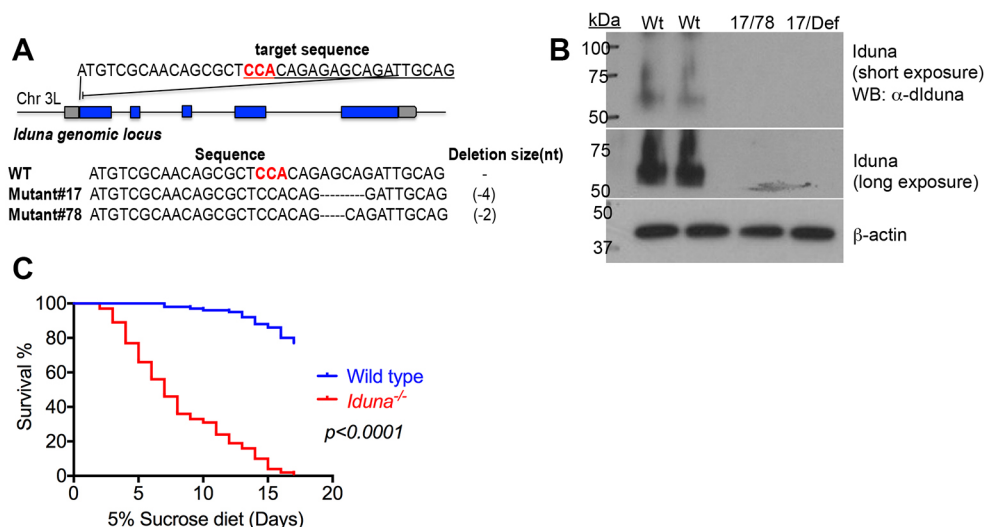 A
target sequence
ATGTCGCAACAGCGCTCCACAGAGAGCAGATTGCAG
Chr 3L
Iduna genomic locus
Sequence
Deletion size(nt)
WT ATGTCGCAACAGCGCTCCACAGAGCAGATTGCAG -
Mutant#17 ATGTCGCAACAGCGCTCCACAG---------GATTGCAG (-4)
Mutant#78 ATGTCGCAACAGCGCTCCACAG-----CAGATTGCAG (-2)
B
kDa Wt Wt 17/78 17/Def
100
75
50
Iduna
(short exposure)
WB: α-dIduna
75
50
Iduna
(long exposure)
50
37
β-actin
C
Survival %
100
80
60
40
20
0
0 5 10 15 20
5% Sucrose diet (Days)
Wild type
Iduna-/-
p<0.0001